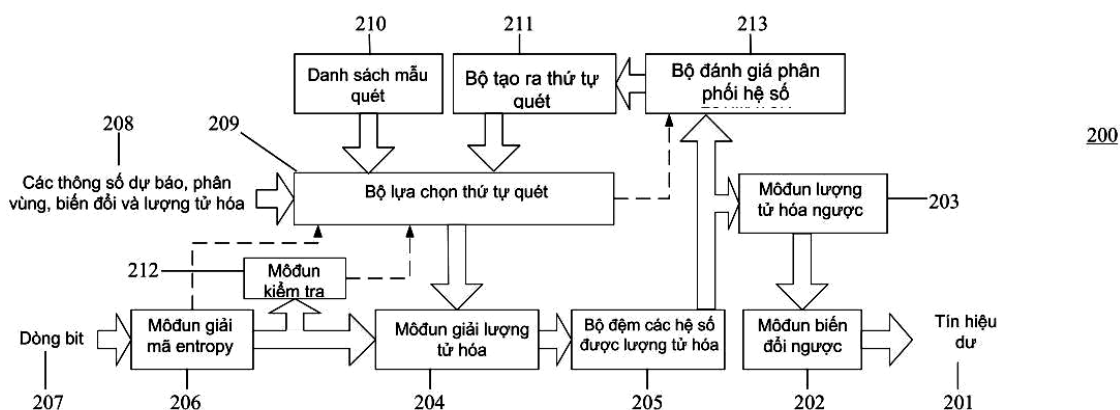 210
211
213
Danh sách mẫu
quét
Bộ tạo ra thứ tự
quét
Bộ đánh giá phân
phối hệ số
200
208
209
Các thông số dự báo, phân
vùng, biến đổi và lượng tử hóa
Bộ lựa chọn thứ tự quét
Môđun lượng
tử hóa ngược
203
212
Môđun
kiểm tra
Dòng bit
Môđun giải
mã entropy
Môđun giải lượng
tử hóa
Bộ đệm các hệ số
được lượng tử hóa
Môđun biến
đổi ngược
Tín hiệu
dư
207
206
204
205
202
201